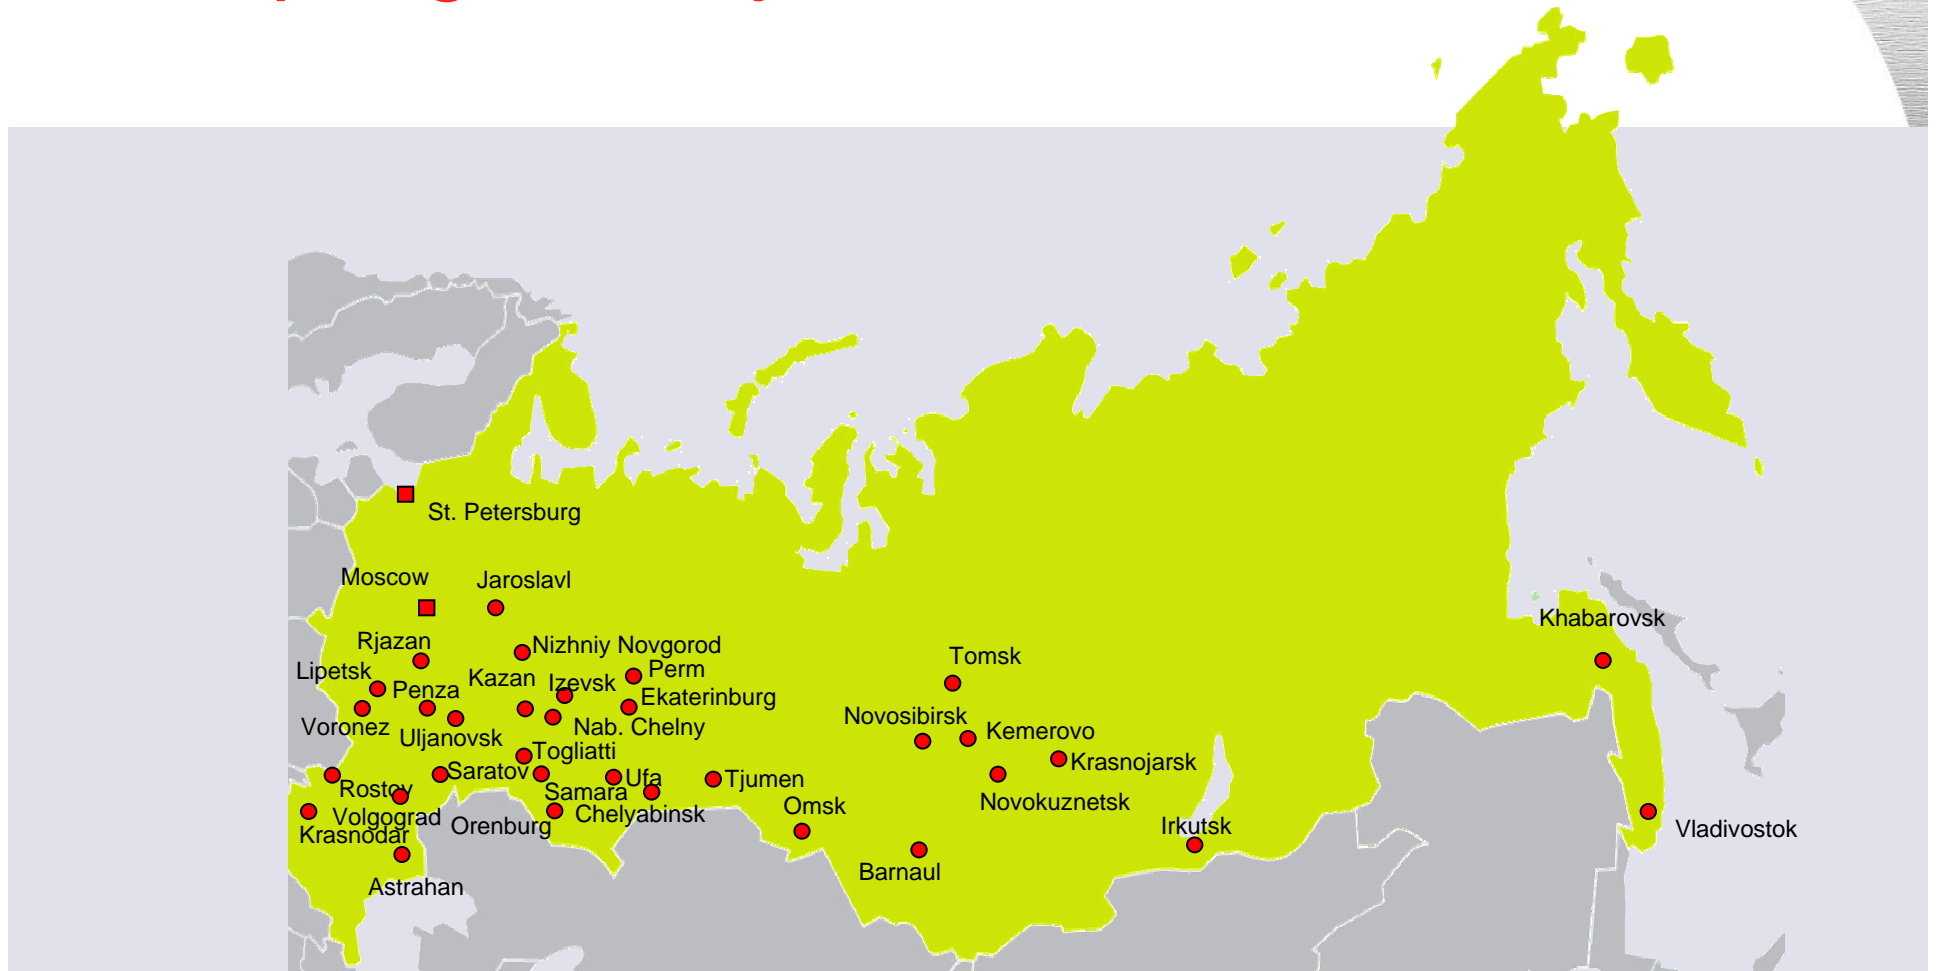 St. Petersburg
Moscow
Jaroslavl
Khabarovsk
Rjazan
Nizhniy Novgorod
Tomsk
Lipetsk
Kazan
Izevsk
Perm
Penza
Ekaterinburg
Voronez
Uljanovsk
Nab. Chelny
Novosibirsk
Kemerovo
Togliatti
Krasnojarsk
Saratov
Ufa
Tjumen
Rostov
Samara
Novokuznetsk
Volgograd
Orenburg
Chelyabinsk
Omsk
Krasnodar
Irkutsk
Vladivostok
Barnaul
Astrahan